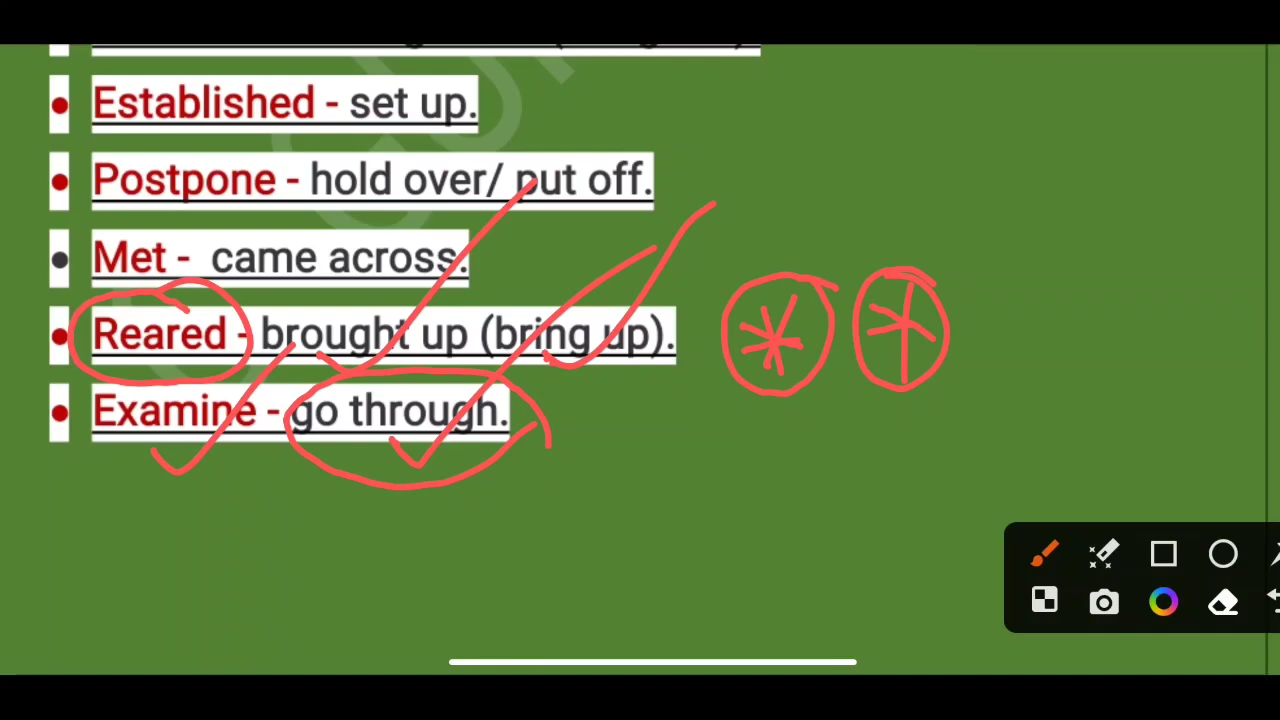 • Established - set up.
• Postpone - hold over/ put off.
• Met - came across.
• Reared - brought up (bring up).
• Examine - go through.